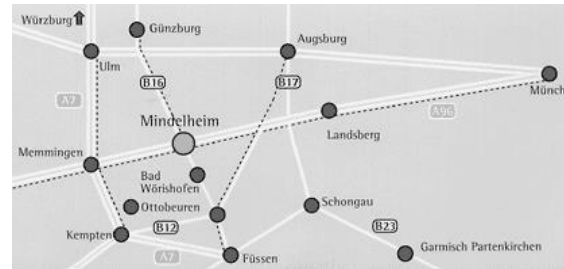 Würzburg
Günzburg
Augsburg
Ulm
B16
B17
Münch
A7
Mindelheim
A96
Landsberg
Memmingen
Bad
Wörishofen
Ottobeuren
Schongau
B12
B23
Kempten
A7
Füssen
Garmisch Partenkirchen